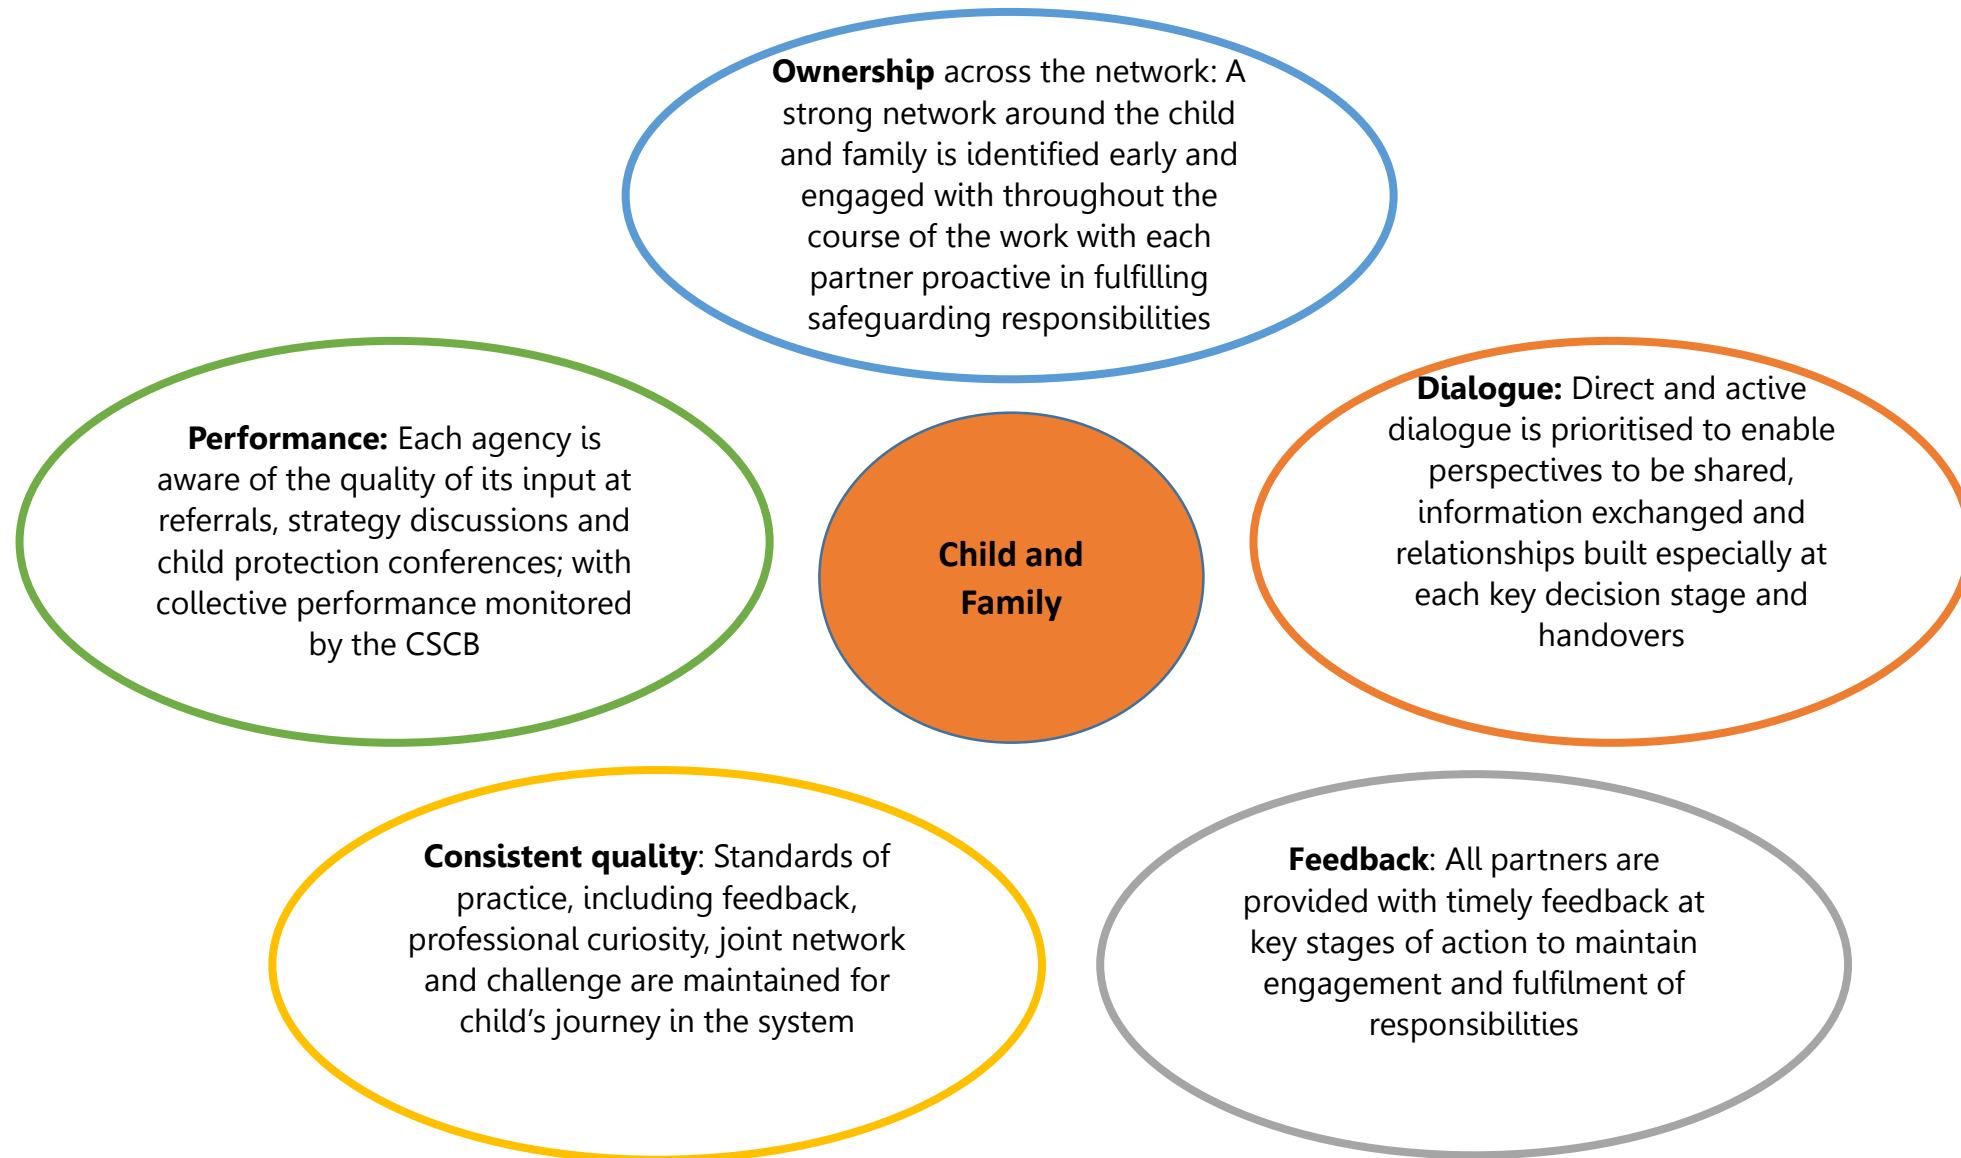 Ownership across the network: A
strong network around the child
and family is identified early and
engaged with throughout the
course of the work with each
partner proactive in fulfilling
safeguarding responsibilities
Performance: Each agency is
aware of the quality of its input at
referrals, strategy discussions and
child protection conferences; with
collective performance monitored
by the CSCB
Child and
Family
Dialogue: Direct and active
dialogue is prioritised to enable
perspectives to be shared,
information exchanged and
relationships built especially at
each key decision stage and
handovers
Consistent quality: Standards of
practice, including feedback,
professional curiosity, joint network
and challenge are maintained for
child’s journey in the system
Feedback: All partners are
provided with timely feedback at
key stages of action to maintain
engagement and fulfilment of
responsibilities